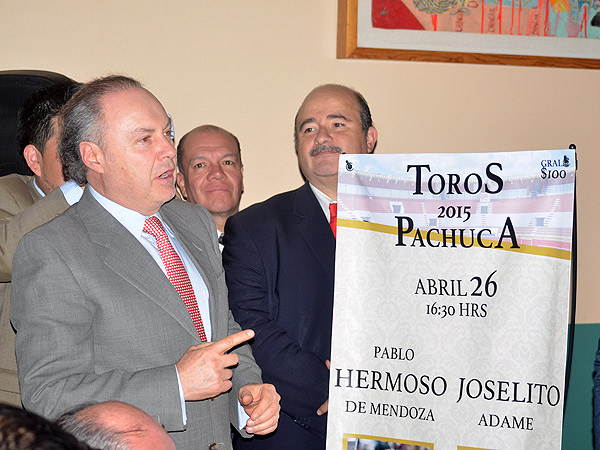 GRAL
$100
TOROS
2015
PACHUCA
ABRIL 26
16:30 HRS
PABLO
HERMOSO
DE MENDOZA
JOSELITO
ADAME